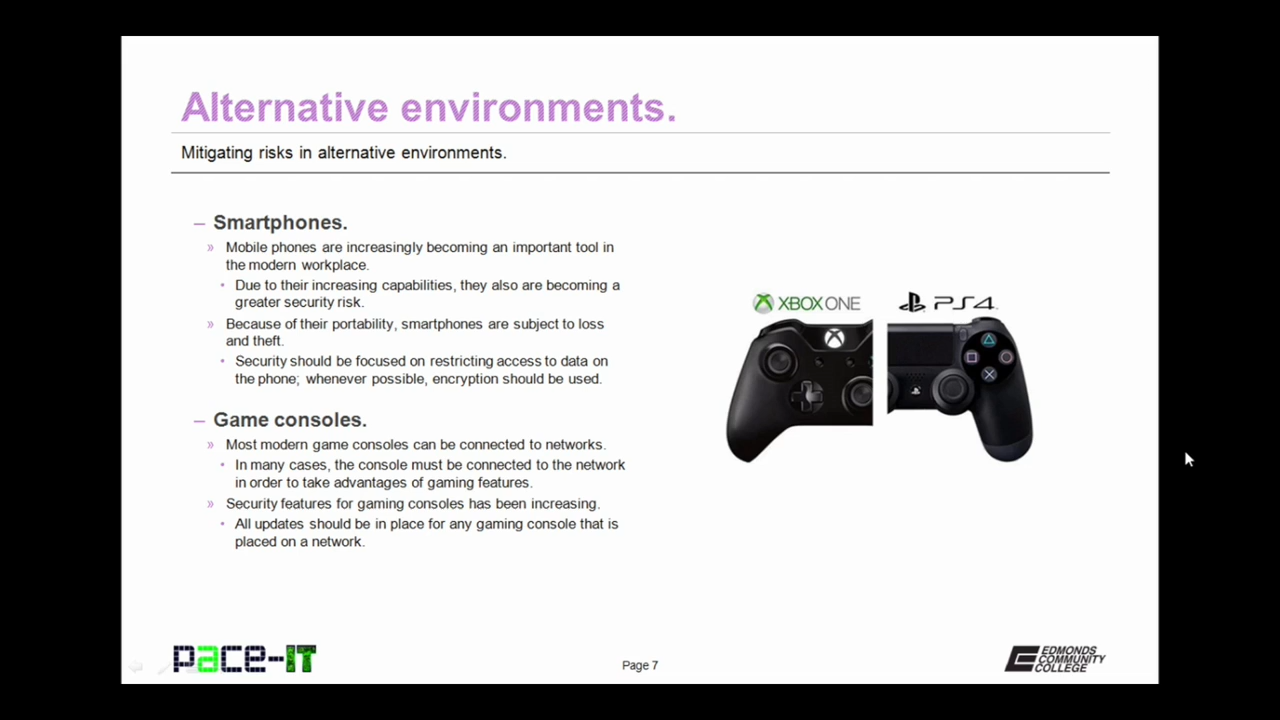 Alternative environments.
Mitigating risks in alternative environments.
– Smartphones.
» Mobile phones are increasingly becoming an important tool in
the modern workplace.
• Due to their increasing capabilities, they also are becoming a
greater security risk.
» Because of their portability, smartphones are subject to loss
and theft.
• Security should be focused on restricting access to data on
the phone; whenever possible, encryption should be used.
– Game consoles.
» Most modern game consoles can be connected to networks.
• In many cases, the console must be connected to the network
in order to take advantages of gaming features.
» Security features for gaming consoles has been increasing.
• All updates should be in place for any gaming console that is
placed on a network.
XBOX ONE
PS4
pace-IT
Page 7
EDMONDS
COMMUNITY
COLLEGE